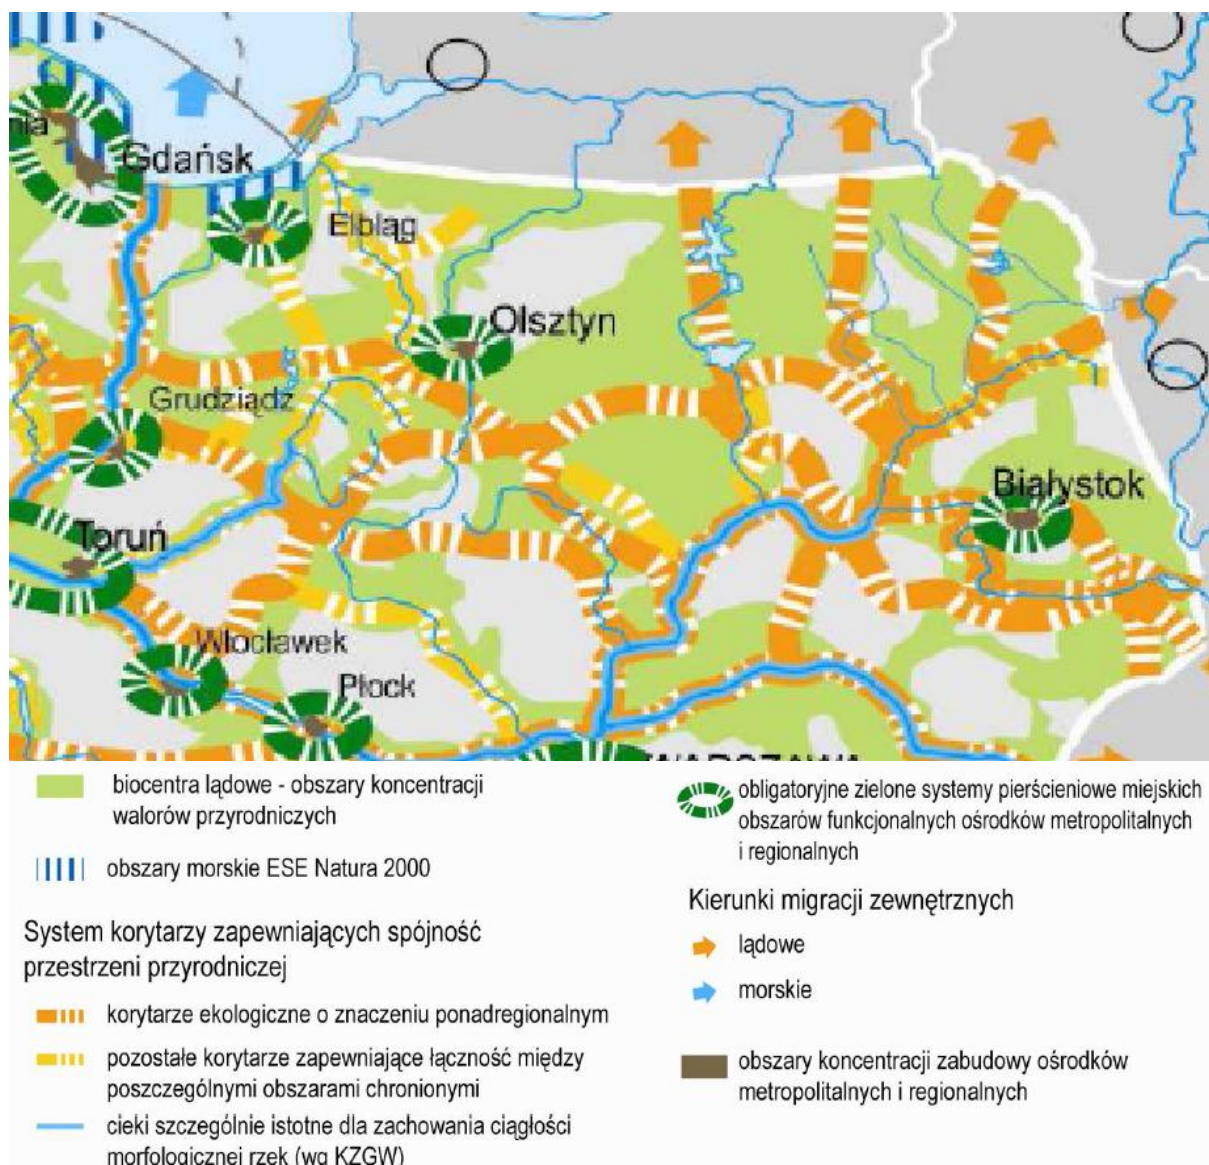 nia
Gdańsk
Elbląg
Olsztyn
Grudziądz
Białystok
Toruń
Włocławek
Płock
WARSZAWA
biocentra lądowe - obszary koncentracji
walorów przyrodniczych
obszary morskie ESE Natura 2000
System korytarzy zapewniających spójność
przestrzeni przyrodniczej
korytarze ekologiczne o znaczeniu ponadregionalnym
pozostałe korytarze zapewniające łączność między
poszczególnymi obszarami chronionymi
cieki szczególnie istotne dla zachowania ciągłości
morfologicznej rzek (wg KZGW)
obligatoryjne zielone systemy pierścieniowe miejskich
obszarów funkcjonalnych ośrodków metropolitalnych
i regionalnych
Kierunki migracji zewnętrznych
lądowe
morskie
obszary koncentracji zabudowy ośrodków
metropolitalnych i regionalnych